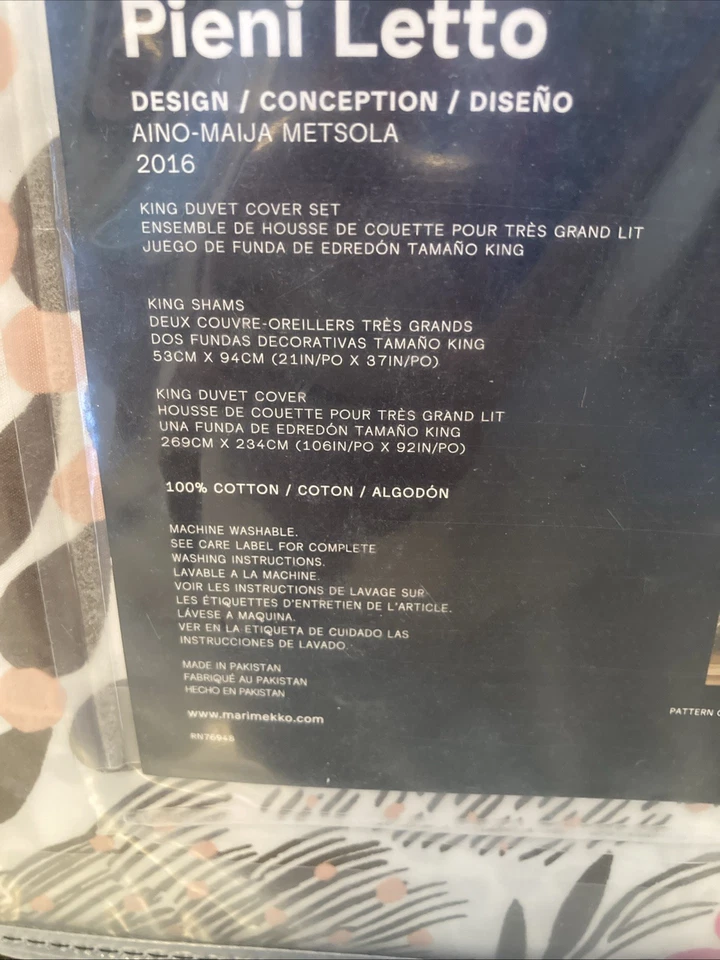 Pieni Letto
DESIGN / CONCEPTION / DISEÑO
AINO-MAIJA METSOLA
2016
KING DUVET COVER SET
ENSEMBLE DE HOUSSE DE COUETTE POUR TRÈS GRAND LIT
JUEGO DE FUNDA DE EDREDÓN TAMAÑO KING
KING SHAMS
DEUX COUVRE-OREILLERS TRÈS GRANDS
DOS FUNDAS DECORATIVAS TAMAÑO KING
53CM X 94CM (21IN/PO X 37IN/PO)
KING DUVET COVER
HOUSSE DE COUETTE POUR TRÈS GRAND LIT
UNA FUNDA DE EDREDÓN TAMAÑO KING
269CM X 234CM (106IN/PO X 92IN/PO)
100% COTTON / COTON / ALGODÓN
MACHINE WASHABLE.
SEE CARE LABEL FOR COMPLETE
WASHING INSTRUCTIONS.
LAVABLE A LA MACHINE.
VOIR LES INSTRUCTIONS DE LAVAGE SUR
LES ÉTIQUETTES D'ENTRETIEN DE L'ARTICLE.
LÁVESE A MAQUINA.
VER EN LA ETIQUETA DE CUIDADO LAS
INSTRUCCIONES DE LAVADO.
MADE IN PAKISTAN
FABRIQUÉ AU PAKISTAN
HECHO EN PAKISTAN
www.marimekko.com
RN76948
PATTERN